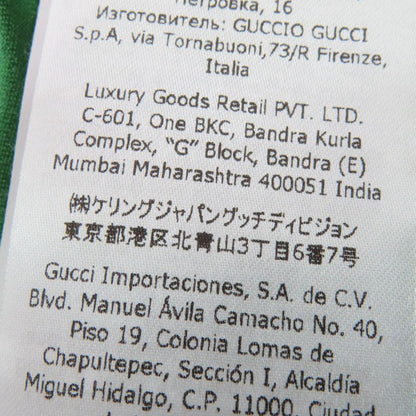 Петровка, 16
Изготовитель: GUCCIO GUCCI
S.p.A, via Tornabuoni,73/R Firenze,
Italia
Luxury Goods Retail PVT. LTD.
C-601, One BKC, Bandra Kurla
Complex, "G" Block, Bandra (E)
Mumbai Maharashtra 400051 India
㈱ケリングジャパングッチディビジョン
東京都港区北青山3丁目6番7号
Gucci Importaciones, S.A. de C.V.
Blvd. Manuel Ávila Camacho No. 40,
Piso 19, Colonia Lomas de
Chapultepec, Sección I, Alcaldía
Miguel Hidalgo, C.P. 11000, Ciudad